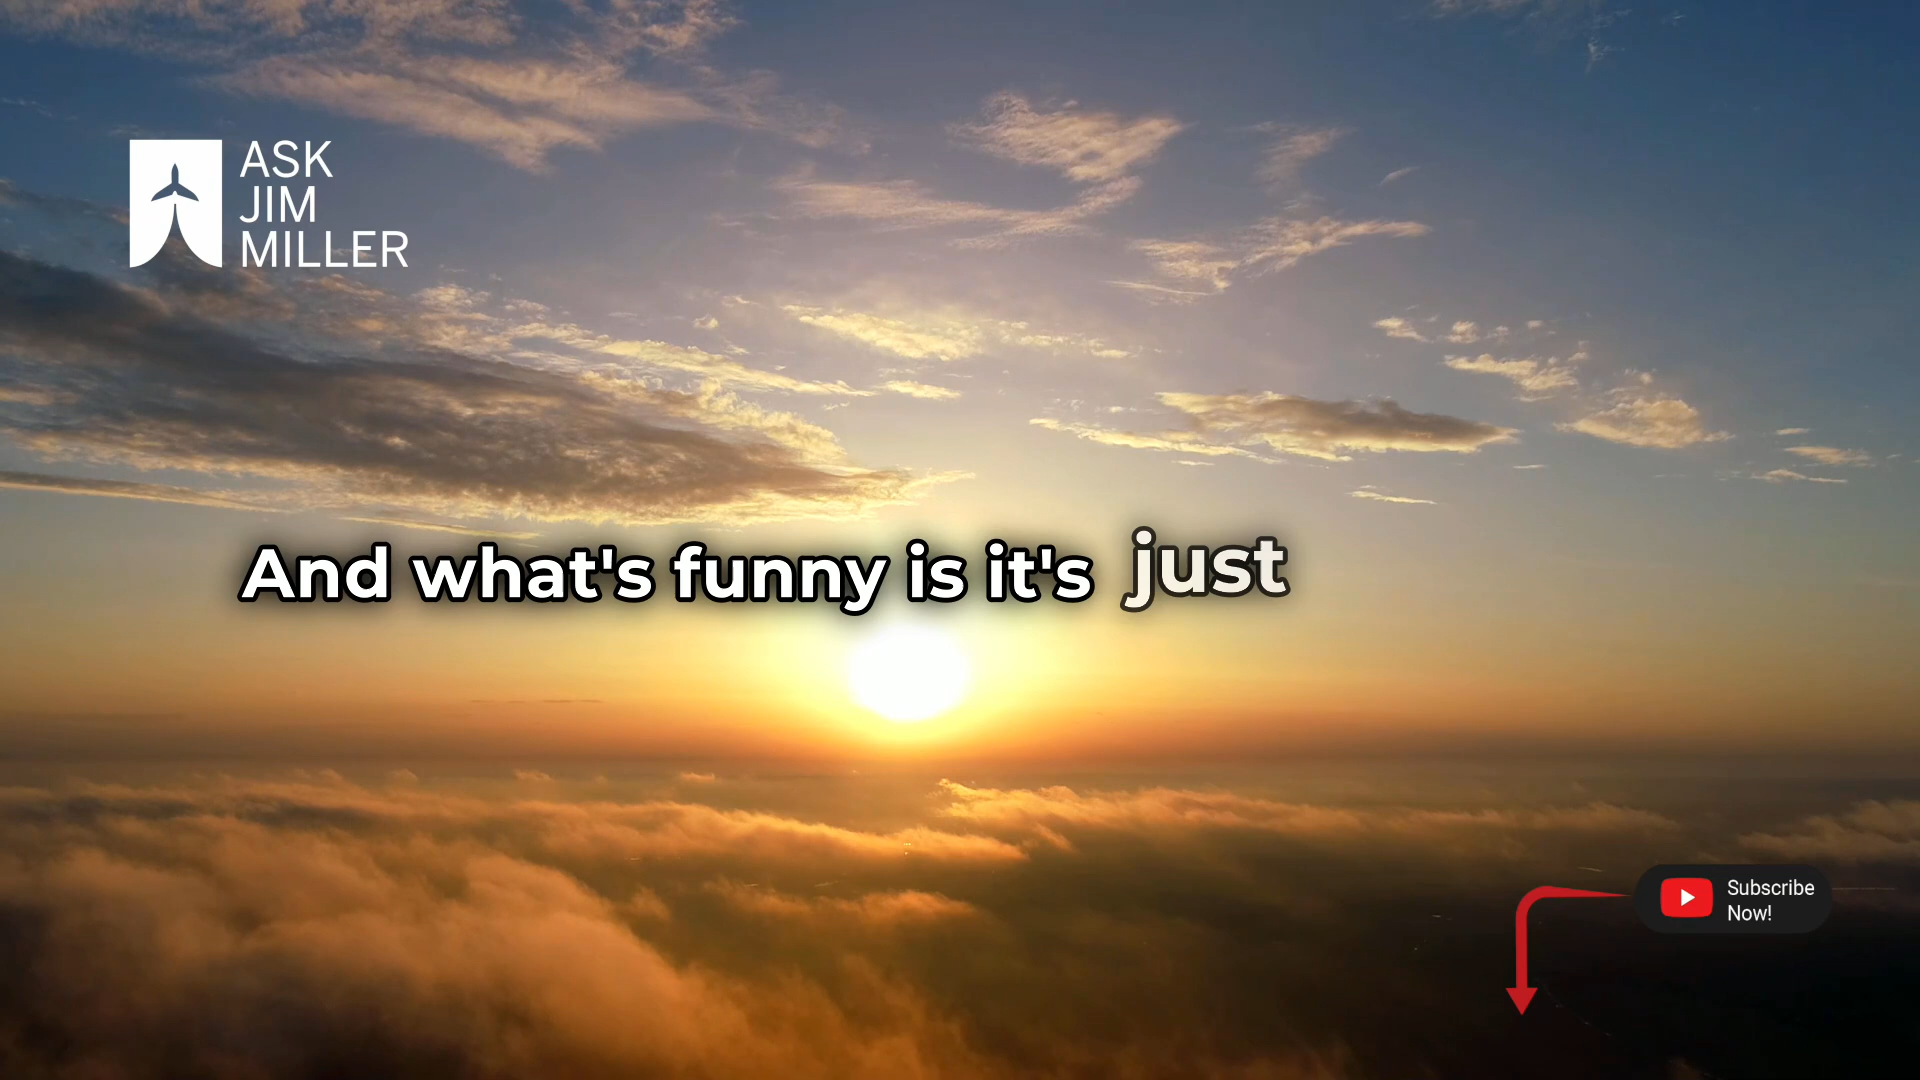 ASK
JIM
MILLER
And what's funny is it's just
Subscribe
Now!